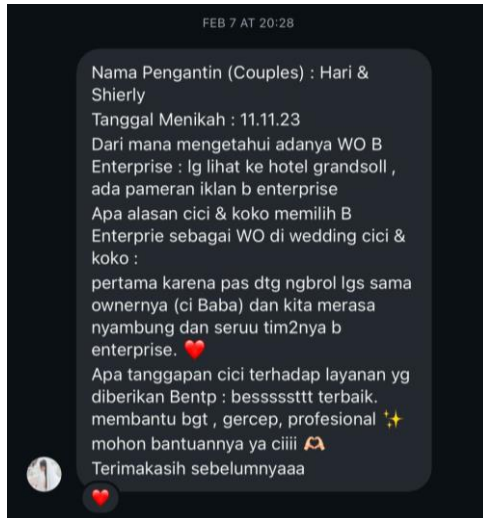 FEB 7 AT 20:28
Nama Pengantin (Couples) : Hari &
Shierly
Tanggal Menikah : 11.11.23
Dari mana mengetahui adanya WO B
Enterprise : lg lihat ke hotel grandsoll ,
ada pameran iklan b enterprise
Apa alasan cici & koko memilih B
Enterprie sebagai WO di wedding cici &
koko :
pertama karena pas dtg ngbrol lgs sama
ownernya (ci Baba) dan kita merasa
nyambung dan seruu tim2nya b
enterprise. ❤️
Apa tanggapan cici terhadap layanan yg
diberikan Bentp : besssssttt terbaik.
membantu bgt , gercep, profesional ✨
mohon bantuannya ya ciiii 🫶🏻
Terimakasih sebelumnyaaa
❤️